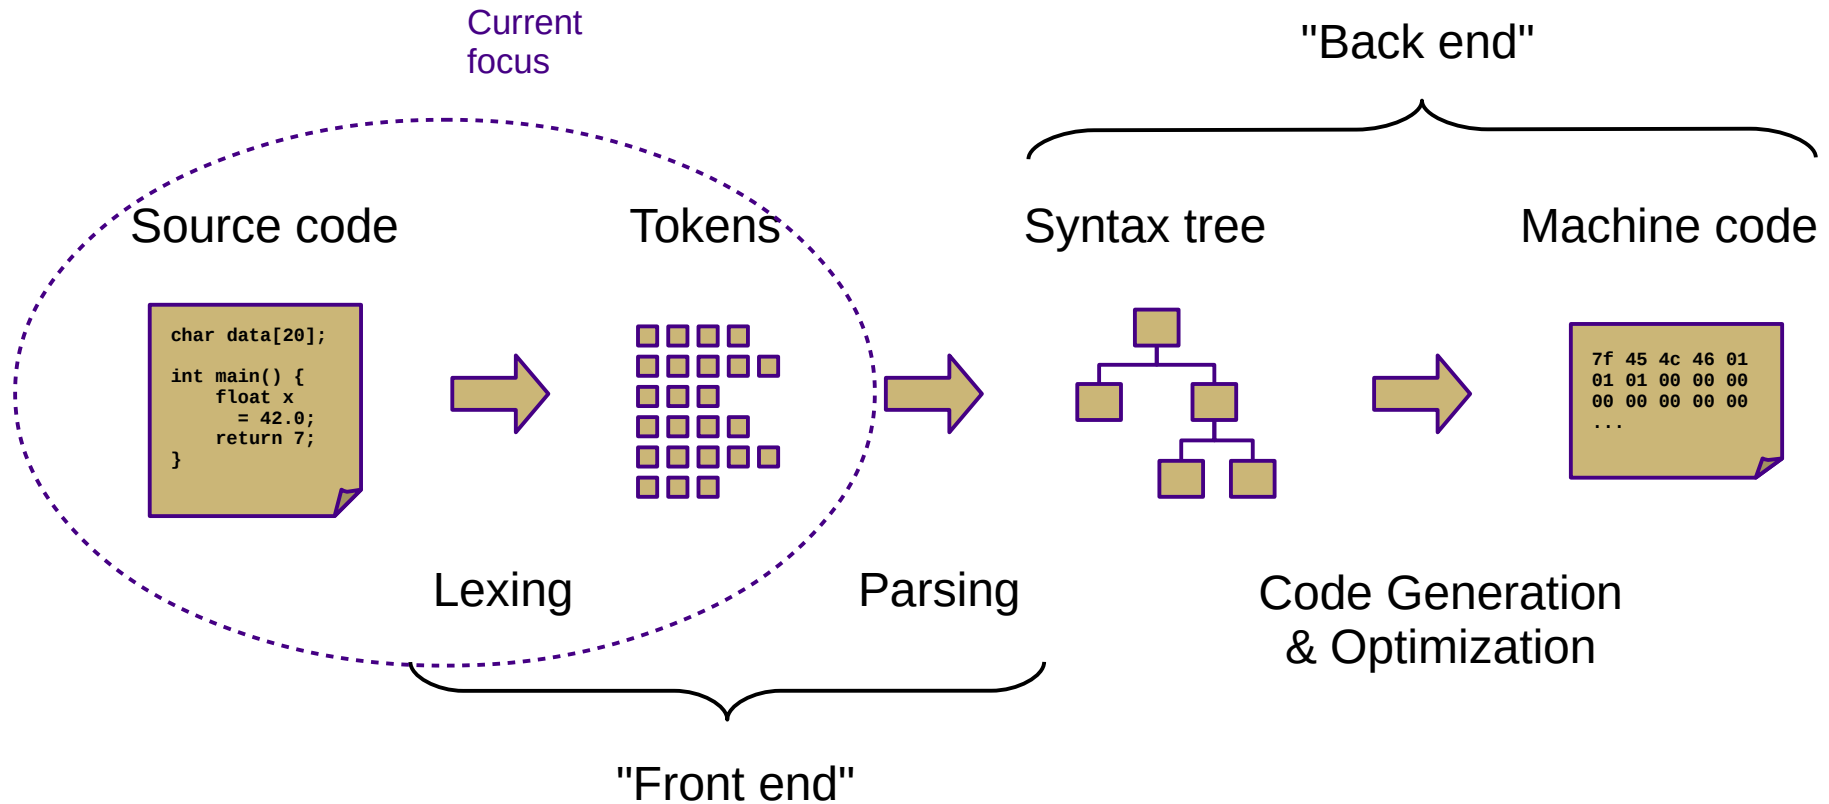 Current
focus
"Back end"
Source code
Tokens
Syntax tree
Machine code
char data[20];
int main() {
    float x
      = 42.0;
    return 7;
}
7f 45 4c 46 01
01 01 00 00 00
00 00 00 00 00
...
Lexing
Parsing
Code Generation
& Optimization
"Front end"